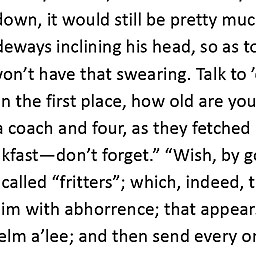 down, it would still be pretty muc
deways inclining his head, so as to
on't have that swearing. Talk to '
n the first place, how old are you
a coach and four, as they fetched
kfast—don't forget.” “Wish, by g
called “fritters”; which, indeed, t
im with abhorrence; that appear
elm a'lee; and then send every o